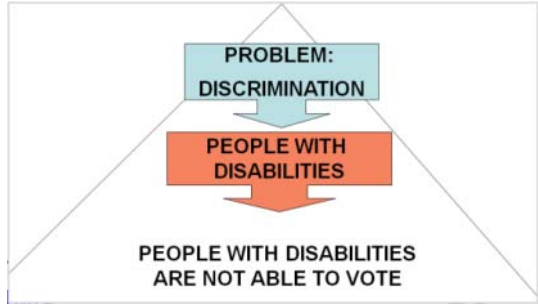 PROBLEM:
DISCRIMINATION
PEOPLE WITH
DISABILITIES
PEOPLE WITH DISABILITIES
ARE NOT ABLE TO VOTE